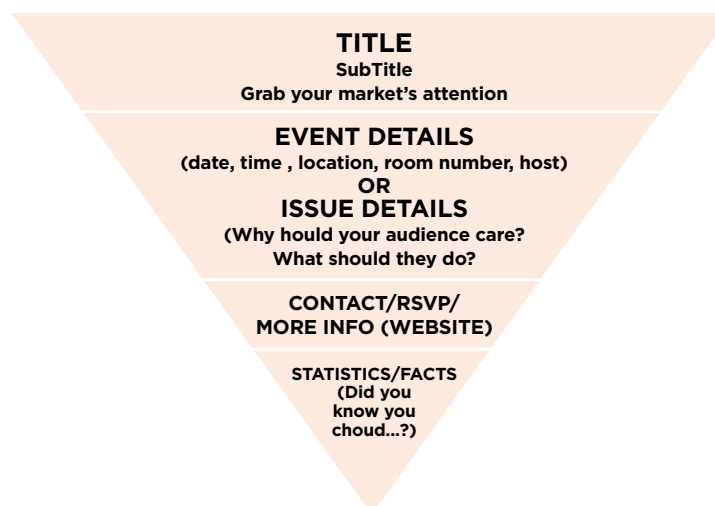 TITLE
SubTitle
Grab your market's attention
EVENT DETAILS
(date, time , location, room number, host)
OR
ISSUE DETAILS
(Why hould your audience care?
What should they do?
CONTACT/RSVP/
MORE INFO (WEBSITE)
STATISTICS/FACTS
(Did you
know you
choud...?)